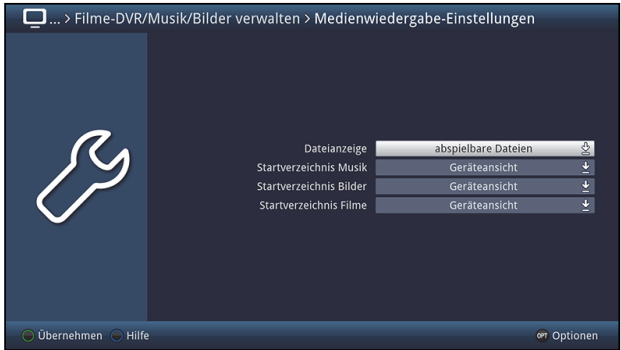 ... > Filme-DVR/Musik/Bilder verwalten > Medienwiedergabe-Einstellungen
Dateianzeige abspielbare Dateien
Startverzeichnis Musik Geräteansicht
Startverzeichnis Bilder Geräteansicht
Startverzeichnis Filme Geräteansicht
Übernehmen Hilfe OPT Optionen